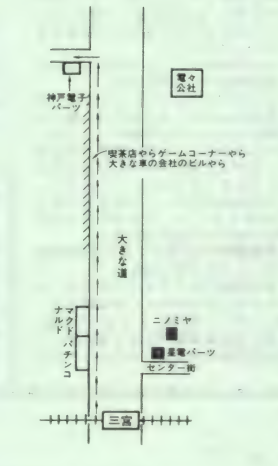 電々
公社
神戸電子
パーツ
喫茶店やらゲームコーナーやら
大きな車の会社のビルやら
大きな道
マクドナルド
パチンコ
ニノミヤ
星電パーツ
センター街
三宮